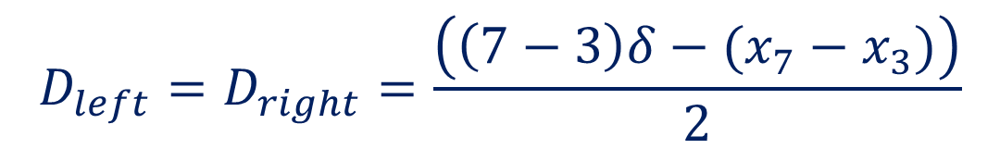 D_left = D_right = ((7 − 3)δ − (x_7 − x_3)) / 2